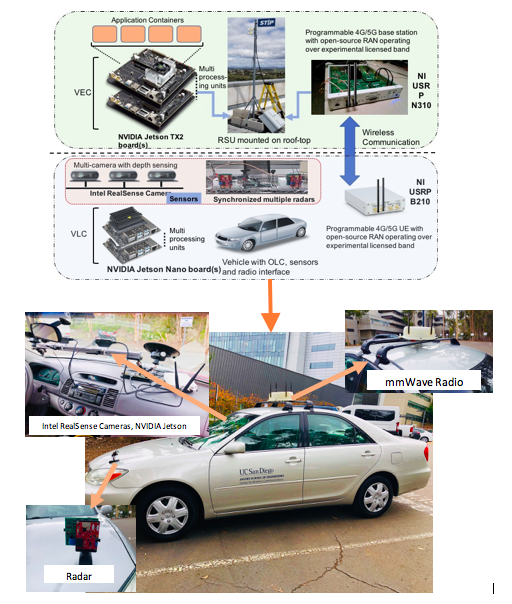 Application Containers
VEC
Multi
process-
ing units
NVIDIA Jetson TX2
board(s)
STIP
RSU mounted on roof-top
Programmable 4G/5G base station
with open-source RAN operating
over experimental licensed band
NI
USR
P
N310
Wireless
Communication
Multi-camera with depth sensing
Intel RealSense Camera
Sensors
Synchronized multiple radars
VLC
Multi
processing
units
NVIDIA Jetson Nano board(s)
Vehicle with OLC, sensors
and radio interface
NI
USRP
B210
Programmable 4G/5G UE with
open-source RAN operating over
experimental licensed band
Intel RealSense Cameras, NVIDIA Jetson
mmWave Radio
UC San Diego
Radar